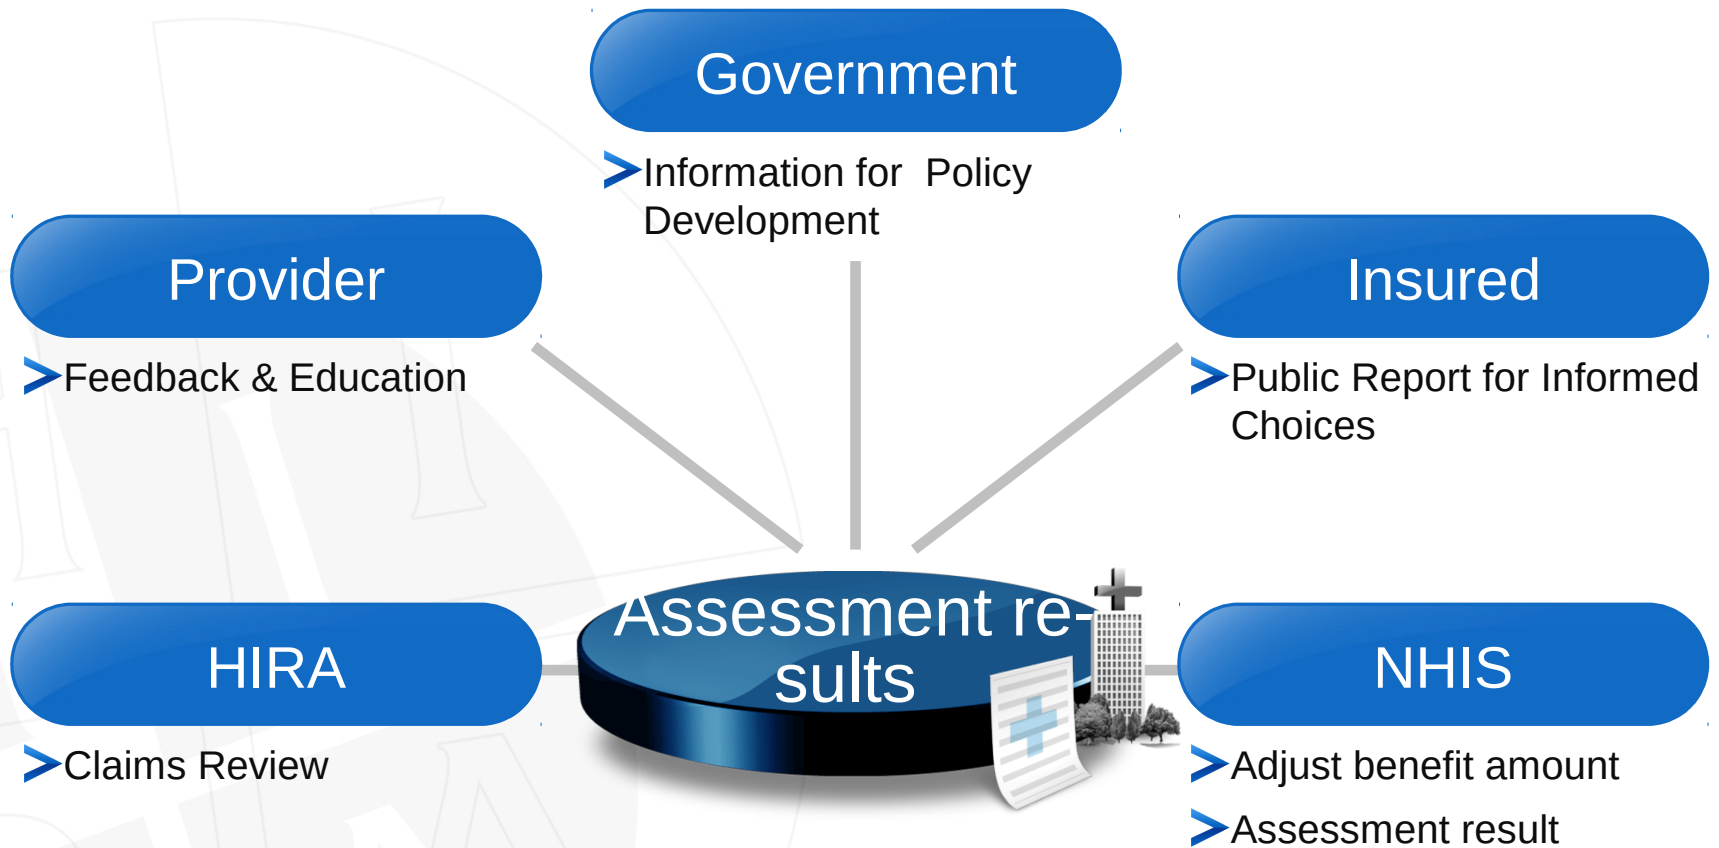 Government
Information for  Policy
Development
Provider
Feedback & Education
Insured
Public Report for Informed
Choices
Assessment re-
sults
HIRA
Claims Review
NHIS
Adjust benefit amount
Assessment result